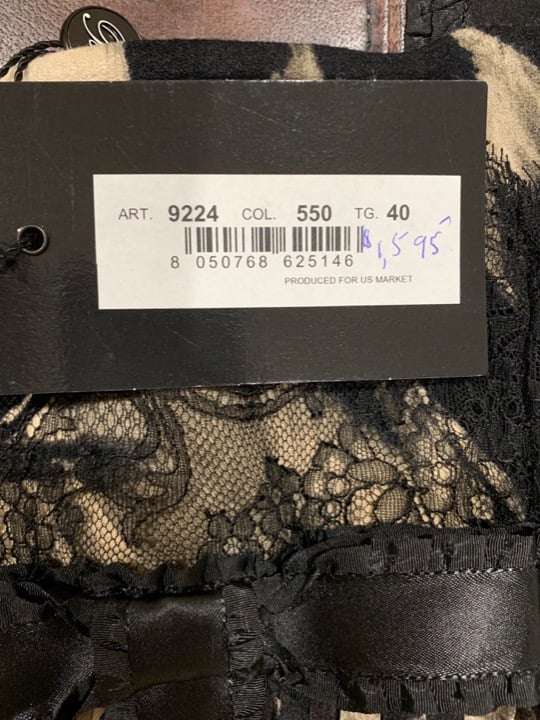 ART. 9224 COL. 550 TG. 40
$1,595
8 050768 625146
PRODUCED FOR US MARKET